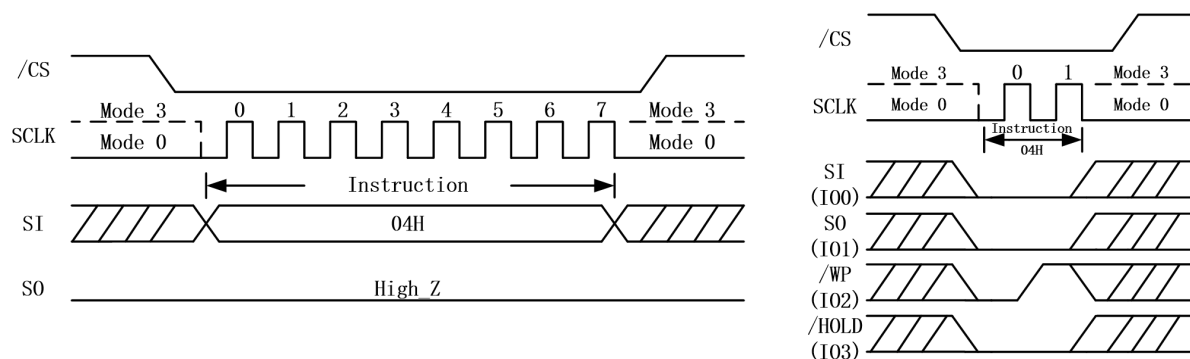 /CS
Mode 3
0 1 2 3 4 5 6 7
Mode 3
SCLK
Mode 0
Mode 0
Instruction
SI
04H
SO
High_Z
/CS
Mode 3
0 1
Mode 3
SCLK
Mode 0
Mode 0
Instruction
04H
SI
(IO0)
SO
(IO1)
/WP
(IO2)
/HOLD
(IO3)